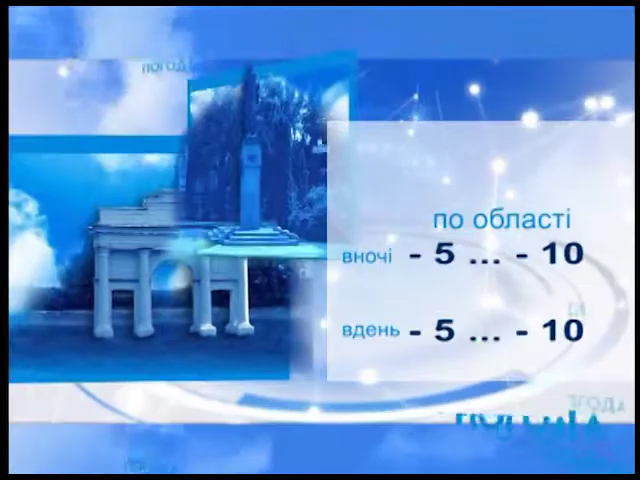 по області
вночі - 5 ... - 10
вдень - 5 ... - 10